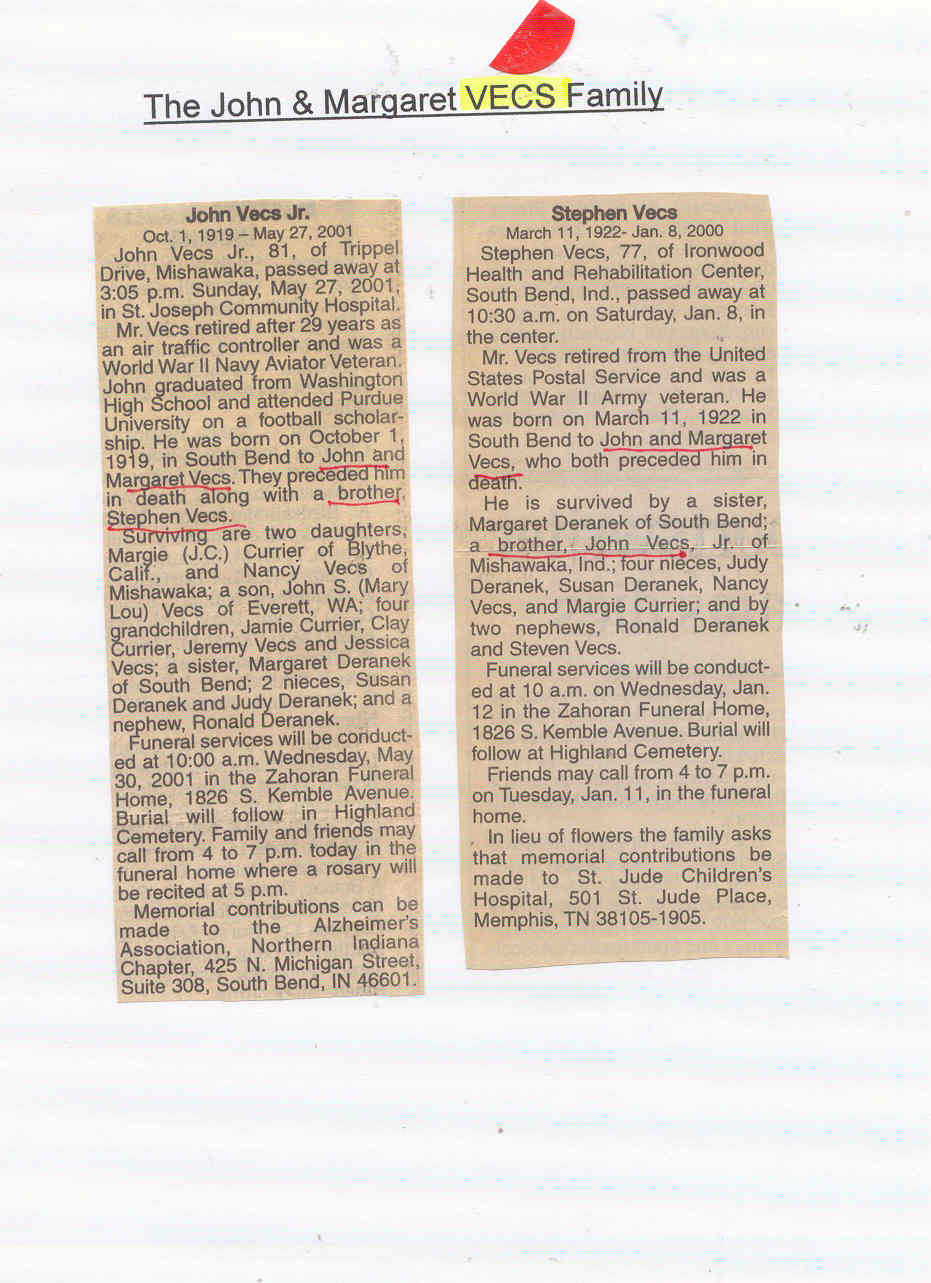 The John & Margaret VECS Family
John Vecs Jr.
Oct. 1, 1919 – May 27, 2001
John Vecs Jr., 81, of Trippel
Drive, Mishawaka, passed away at
3:05 p.m. Sunday, May 27, 2001,
in St. Joseph Community Hospital.
Mr. Vecs retired after 29 years as
an air traffic controller and was a
World War II Navy Aviator Veteran.
John graduated from Washington
High School and attended Purdue
University on a football scholar-
ship. He was born on October 1,
1919, in South Bend to John and
Margaret Vecs. They preceded him
in death along with a brother,
Stephen Vecs.
Surviving are two daughters,
Margie (J.C.) Currier of Blythe,
Calif., and Nancy Vecs of
Mishawaka; a son, John S. (Mary
Lou) Vecs of Everett, WA; four
grandchildren, Jamie Currier, Clay
Currier, Jeremy Vecs and Jessica
Vecs; a sister, Margaret Deranek
of South Bend; 2 nieces, Susan
Deranek and Judy Deranek; and a
nephew, Ronald Deranek.
Funeral services will be conduct-
ed at 10:00 a.m. Wednesday, May
30, 2001 in the Zahoran Funeral
Home, 1826 S. Kemble Avenue.
Burial will follow in Highland
Cemetery. Family and friends may
call from 4 to 7 p.m. today in the
funeral home where a rosary will
be recited at 5 p.m.
Memorial contributions can be
made to the Alzheimer's
Association, Northern Indiana
Chapter, 425 N. Michigan Street,
Suite 308, South Bend, IN 46601.
Stephen Vecs
March 11, 1922- Jan. 8, 2000
Stephen Vecs, 77, of Ironwood
Health and Rehabilitation Center,
South Bend, Ind., passed away at
10:30 a.m. on Saturday, Jan. 8, in
the center.
Mr. Vecs retired from the United
States Postal Service and was a
World War II Army veteran. He
was born on March 11, 1922 in
South Bend to John and Margaret
Vecs, who both preceded him in
death.
He is survived by a sister,
Margaret Deranek of South Bend;
a brother, John Vecs, Jr. of
Mishawaka, Ind.; four nieces, Judy
Deranek, Susan Deranek, Nancy
Vecs, and Margie Currier; and by
two nephews, Ronald Deranek
and Steven Vecs.
Funeral services will be conduct-
ed at 10 a.m. on Wednesday, Jan.
12 in the Zahoran Funeral Home,
1826 S. Kemble Avenue. Burial will
follow at Highland Cemetery.
Friends may call from 4 to 7 p.m.
on Tuesday, Jan. 11, in the funeral
home.
In lieu of flowers the family asks
that memorial contributions be
made to St. Jude Children's
Hospital, 501 St. Jude Place,
Memphis, TN 38105-1905.